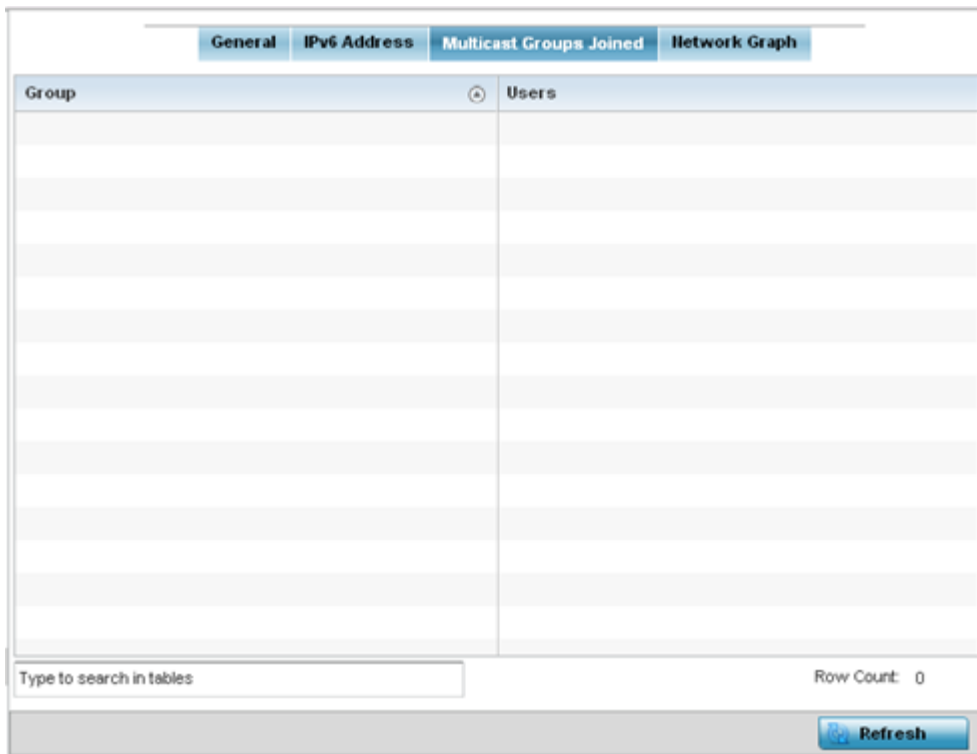 General IPv6 Address Multicast Groups Joined Network Graph
Group Users
Type to search in tables Row Count: 0
Refresh